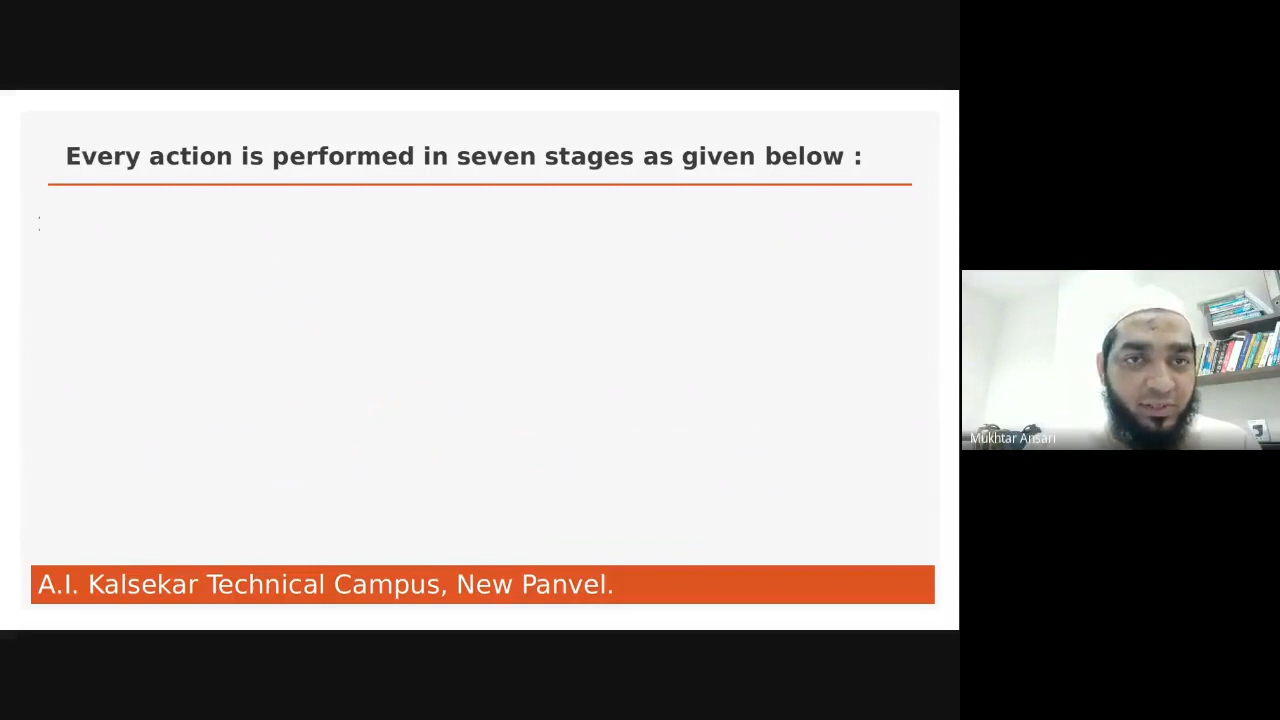 Every action is performed in seven stages as given below :
:
A.I. Kalsekar Technical Campus, New Panvel.
Mukhtar Ansari